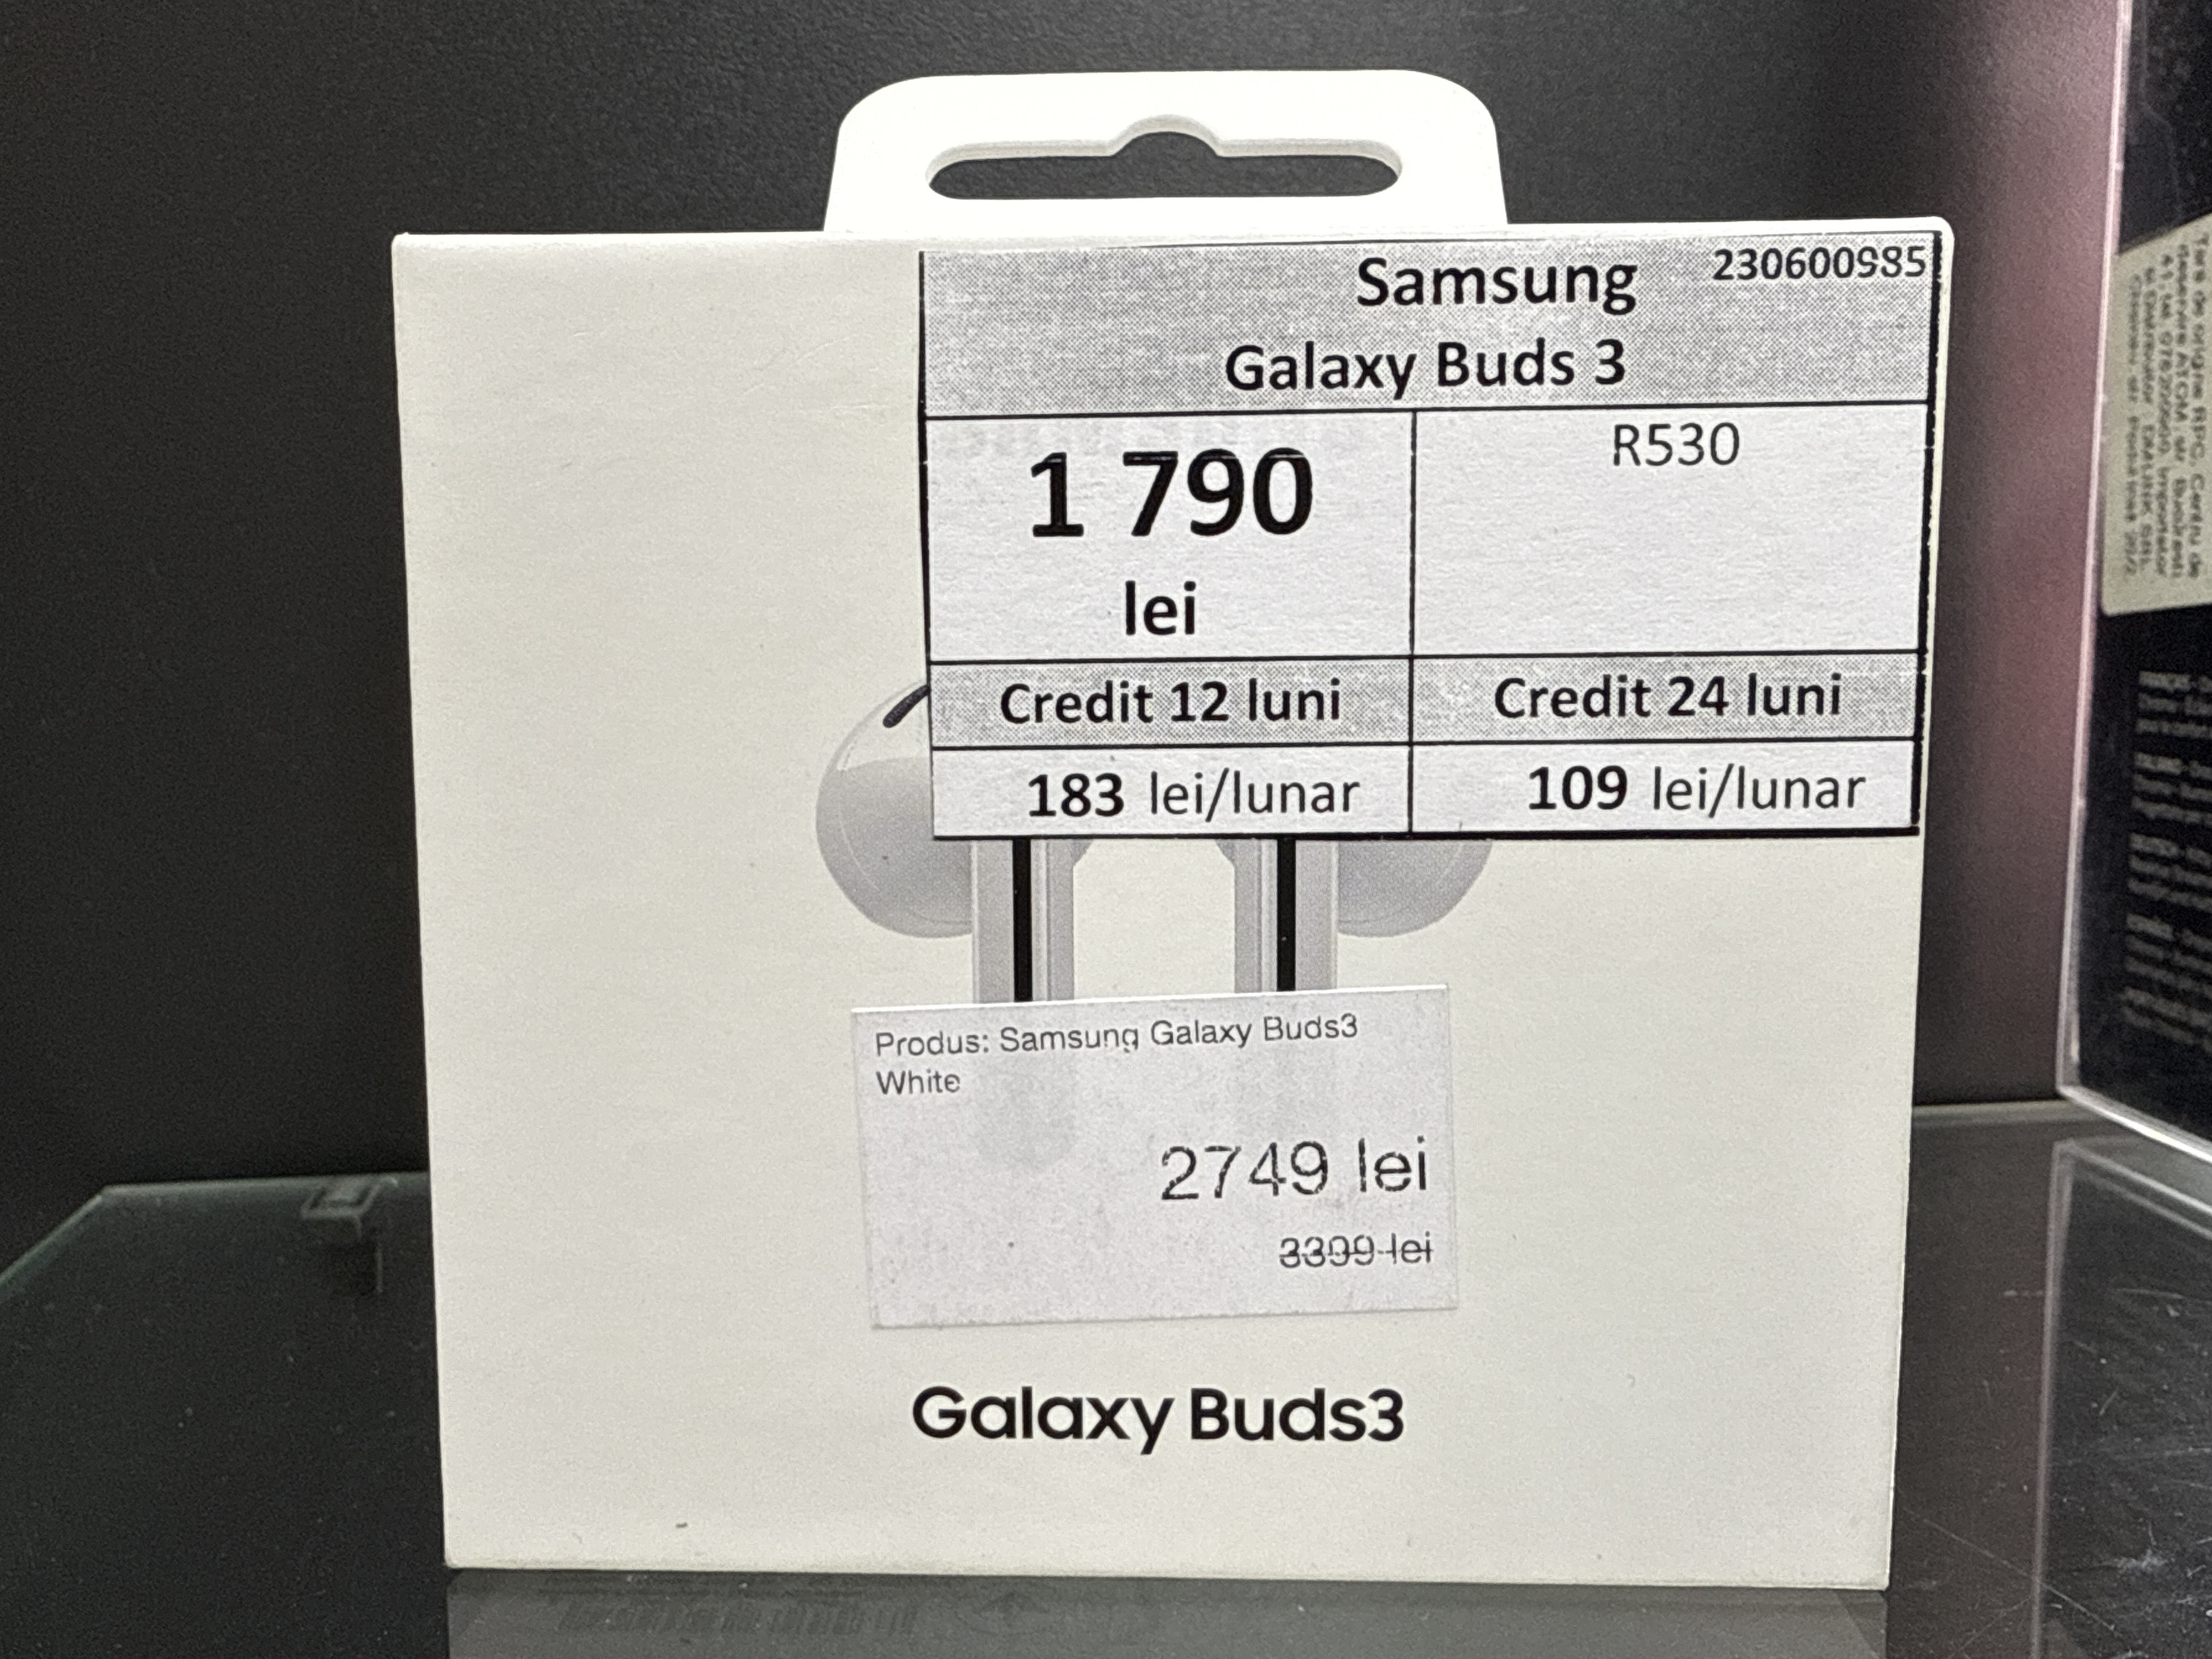 Samsung 230600985
Galaxy Buds 3
1 790
lei
R530
Credit 12 luni
Credit 24 luni
183 lei/lunar
109 lei/lunar
Produs: Samsung Galaxy Buds3
White
2749 lei
3399 lei
Galaxy Buds3